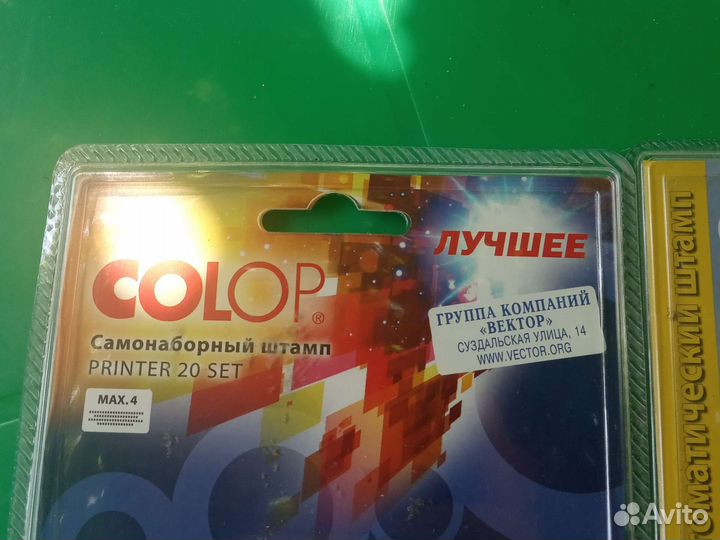 COLOP®
Самонаборный штамп
PRINTER 20 SET
MAX.4
ЛУЧШЕЕ
ГРУППА КОМПАНИЙ
«ВЕКТОР»
СУЗДАЛЬСКАЯ УЛИЦА, 14
WWW.VECTOR.ORG
штамп
Avito